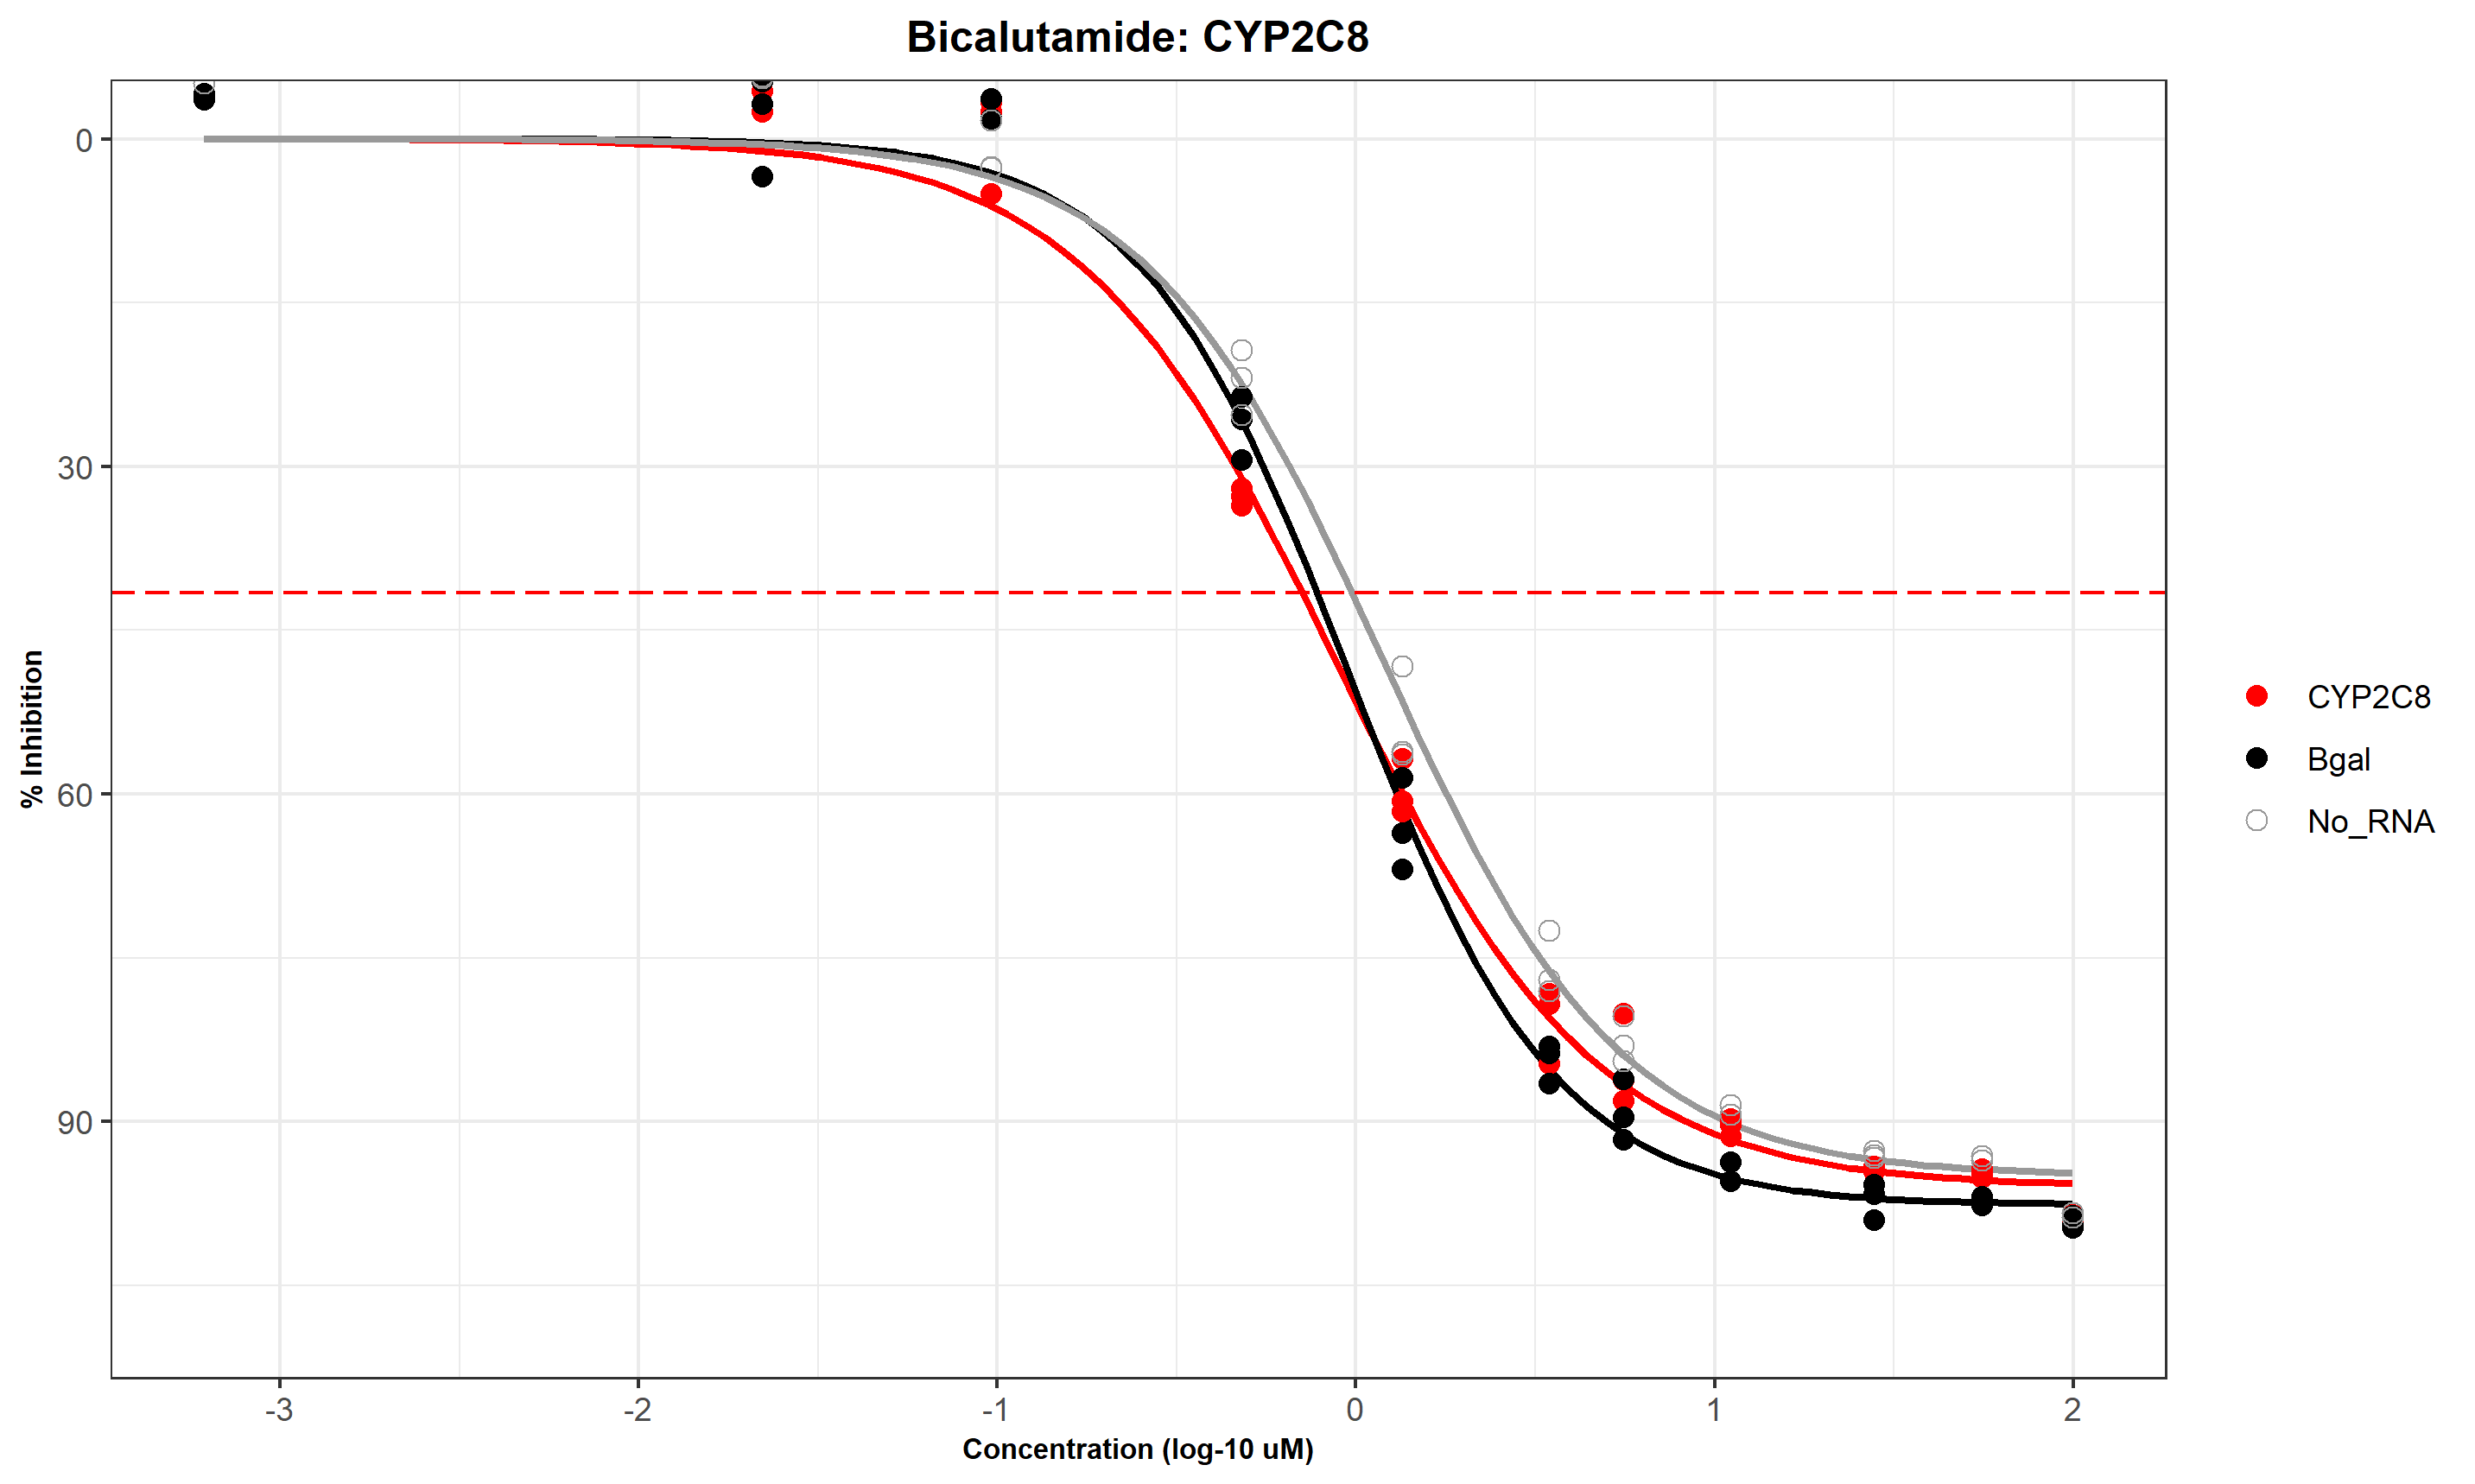 Bicalutamide: CYP2C8
% Inhibition
0
30
60
90
-3
-2
-1
0
1
2
Concentration (log-10 uM)
CYP2C8
Bgal
No_RNA